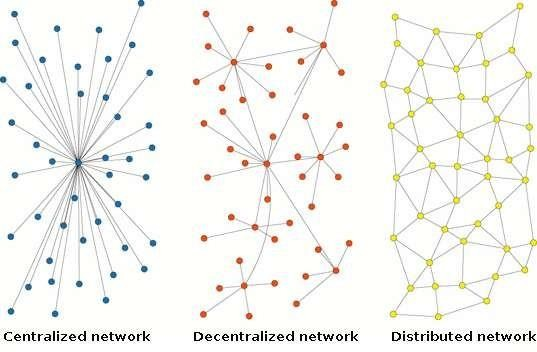 Centralized network
Decentralized network
Distributed network